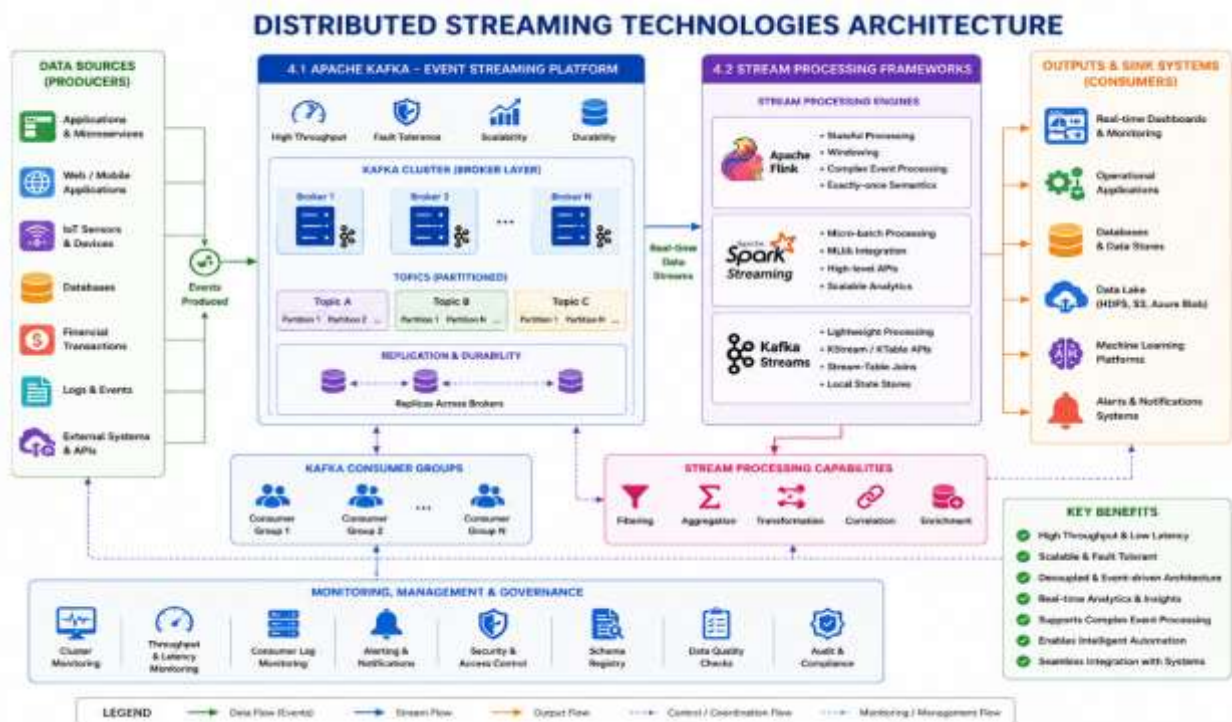 DISTRIBUTED STREAMING TECHNOLOGIES ARCHITECTURE
DATA SOURCES
(PRODUCERS)
Applications
& Microservices
Web / Mobile
Applications
IoT Sensors
& Devices
Databases
Financial
Transactions
Logs & Events
External Systems
& APIs
Events
Produced
4.1 APACHE KAFKA – EVENT STREAMING PLATFORM
High Throughput
Fault Tolerance
Scalability
Durability
KAFKA CLUSTER (BROKER LAYER)
Broker 1
Broker 2
...
Broker N
TOPICS (PARTITIONED)
Topic A
Partition 1 Partition 2 ...
Topic B
Partition 1 Partition N ...
Topic C
Partition 1 Partition N ...
REPLICATION & DURABILITY
Replicas Across Brokers
Real-time
Data
Streams
4.2 STREAM PROCESSING FRAMEWORKS
STREAM PROCESSING ENGINES
Apache
Flink
• Stateful Processing
• Windowing
• Complex Event Processing
• Exactly-once Semantics
Apache
Spark
Streaming
• Micro-batch Processing
• MLlib Integration
• High-level APIs
• Scalable Analytics
Kafka
Streams
• Lightweight Processing
• KStream / KTable APIs
• Stream-Table Joins
• Local State Stores
OUTPUTS & SINK SYSTEMS
(CONSUMERS)
Real-time Dashboards
& Monitoring
Operational
Applications
Databases
& Data Stores
Data Lake
(HDFS, S3, Azure Blob)
Machine Learning
Platforms
Alerts & Notifications
Systems
KAFKA CONSUMER GROUPS
Consumer
Group 1
Consumer
Group 2
...
Consumer
Group N
STREAM PROCESSING CAPABILITIES
Filtering
Aggregation
Transformation
Correlation
Enrichment
KEY BENEFITS
High Throughput & Low Latency
Scalable & Fault Tolerant
Decoupled & Event-driven Architecture
Real-time Analytics & Insights
Supports Complex Event Processing
Enables Intelligent Automation
Seamless Integration with Systems
MONITORING, MANAGEMENT & GOVERNANCE
Cluster
Monitoring
Throughput
& Latency
Monitoring
Consumer Lag
Monitoring
Alerting &
Notifications
Security &
Access Control
Schema
Registry
Data Quality
Checks
Audit &
Compliance
LEGEND
Data Flow (Events)
Stream Flow
Output Flow
Control / Coordination Flow
Monitoring / Management Flow